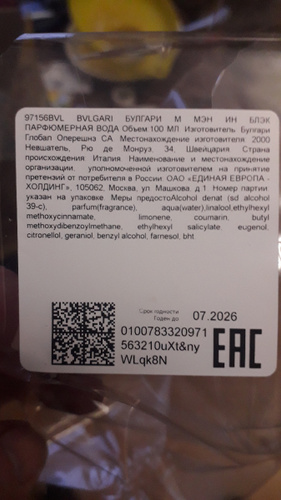 97156BVL BVLGARI БУЛГАРИ М МЭН ИН БЛЭК
ПАРФЮМЕРНАЯ ВОДА Объем:100 МЛ Изготовитель Булгари
Глобал Оперешнз СА Местонахождение изготовителя: 2000
Невшатель, Рю де Монруз, 34, Швейцария Страна
происхождения: Италия Наименование и местонахождение
организации, уполномоченной изготовителем на принятие
претензий от потребителя в России: ОАО «ЕДИНАЯ ЕВРОПА -
ХОЛДИНГ», 105062, Москва, ул. Машкова, д.1 Номер партии:
указан на упаковке. Меры предостоAlcohol denat (sd alcohol
39-c), parfum(fragrance), aqua(water),linalool,ethylhexyl
methoxycinnamate, limonene, coumarin, butyl
methoxydibenzoylmethane, ethylhexyl salicylate, eugenol,
citronellol, geraniol, benzyl alcohol, farnesol, bht
Срок годности
Годен до 07.2026
0100783320971
563210uXt&ny
WLqk8N
EAC